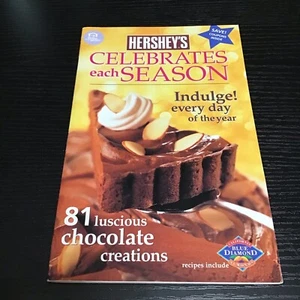 SAVE!
HERSHEY'S
CELEBRATES
each SEASON
Indulge!
every day
of the year
81 luscious
chocolate
creations
recipes include
BLUE
DIAMOND